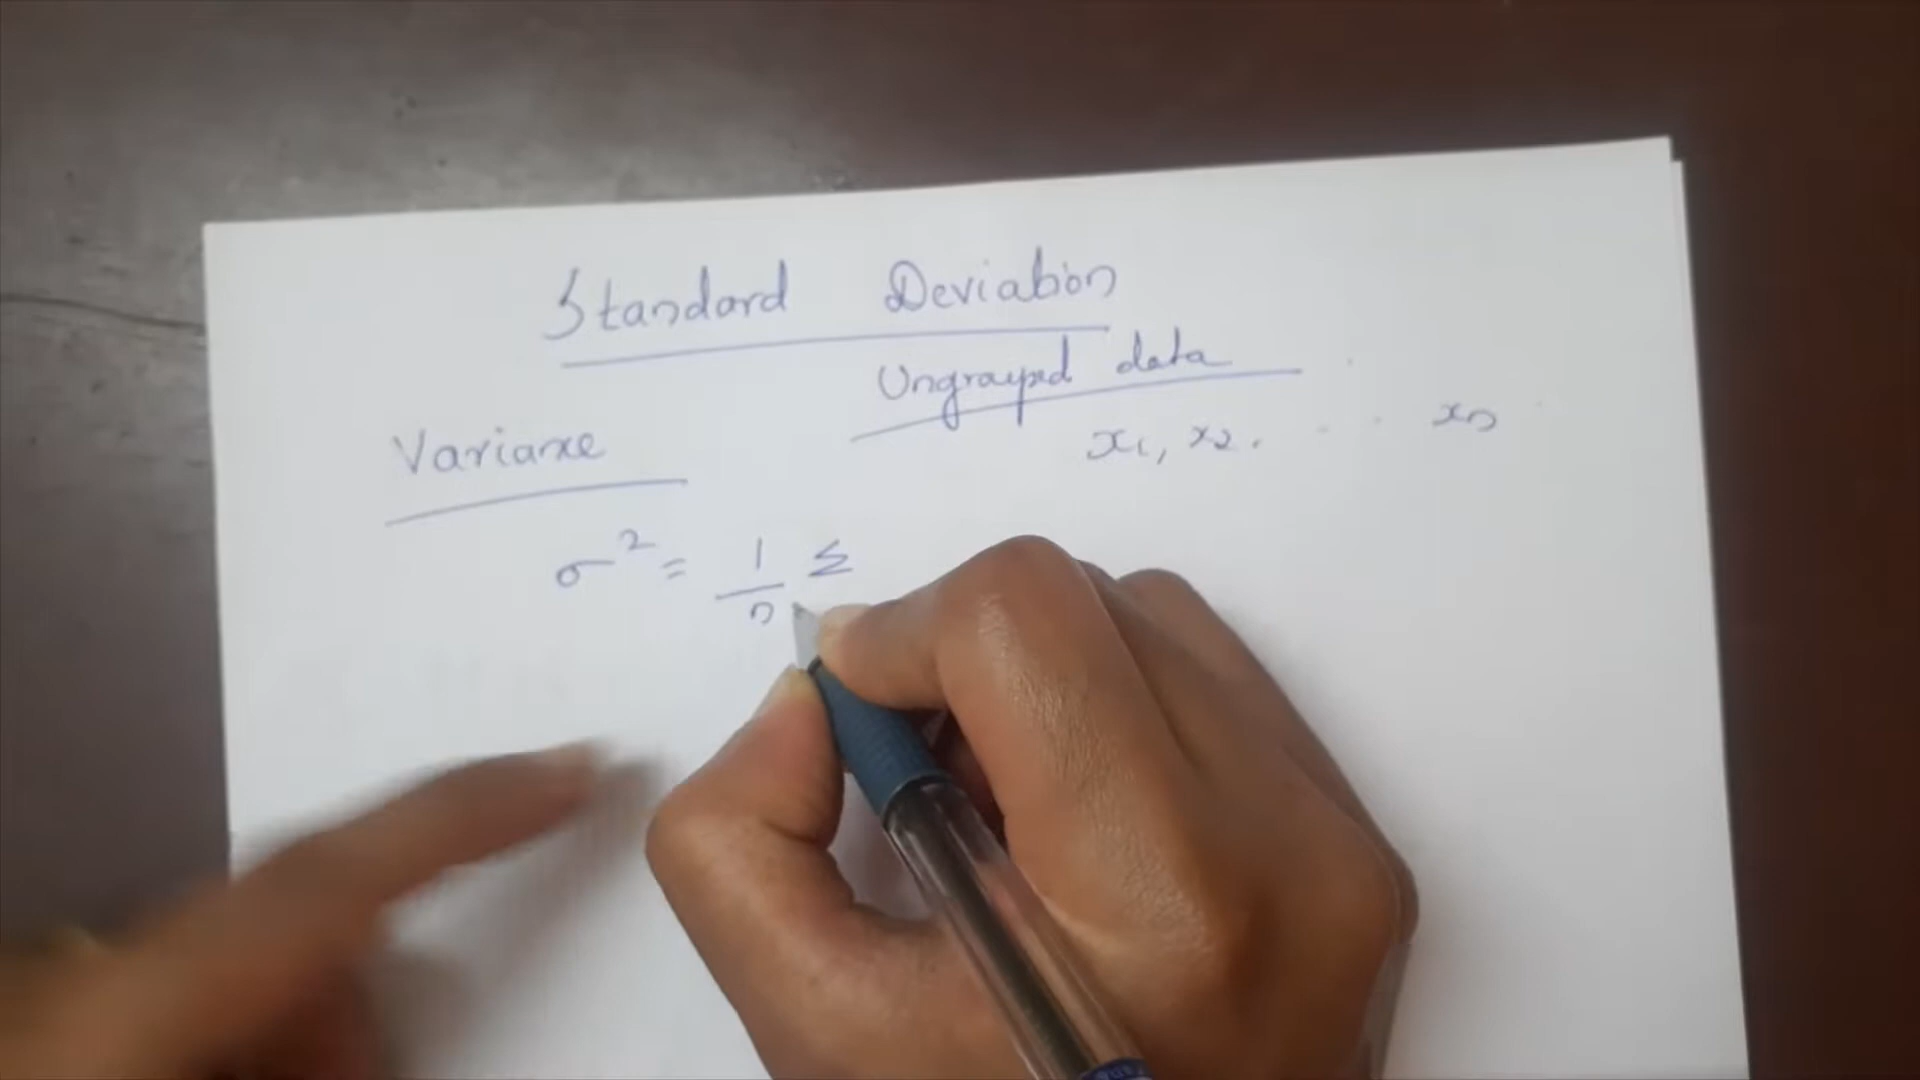 Standard Deviation
Ungrouped data
x₁, x₂. . . . xₙ
Variance
σ² = 1/n Σ